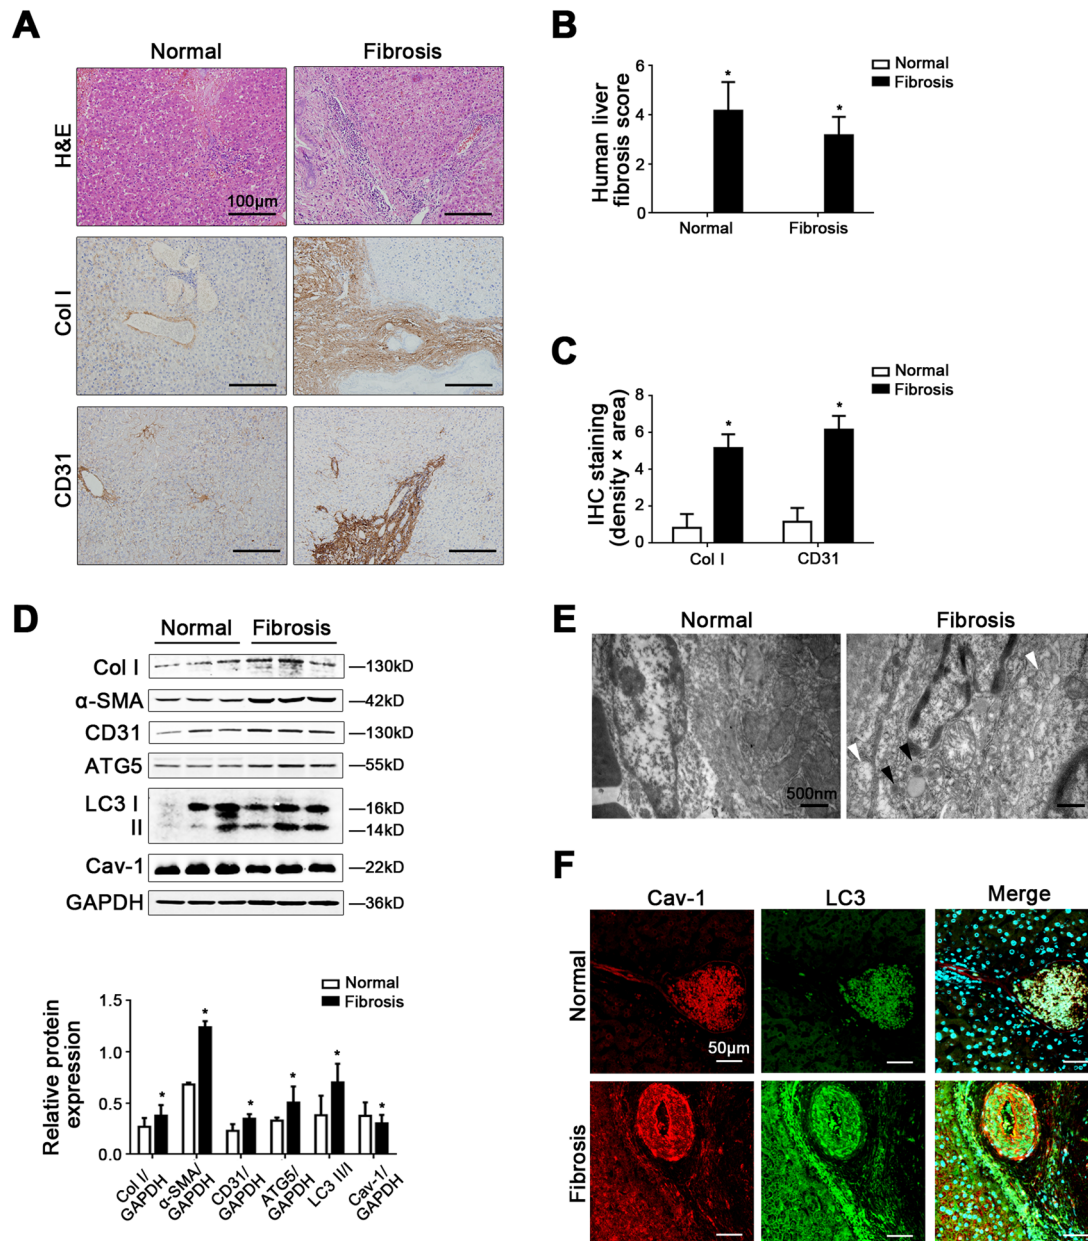 A
Normal Fibrosis
H&E
100μm
Col I
CD31
B
Normal
Fibrosis
Human liver
fibrosis score
6
4
2
0
*
*
Normal Fibrosis
C
Normal
Fibrosis
IHC staining
(density × area)
8
6
4
2
0
*
*
Col I CD31
D
Normal Fibrosis
Col I —130kD
α-SMA —42kD
CD31 —130kD
ATG5 —55kD
LC3 I —16kD
II —14kD
Cav-1 —22kD
GAPDH —36kD
Normal
Fibrosis
Relative protein
expression
1.5
1.0
0.5
0.0
* * * * * *
Col I/
GAPDH
α-SMA/
GAPDH
CD31/
GAPDH
ATG5/
GAPDH
LC3 II/I
Cav-1/
GAPDH
E
Normal Fibrosis
500nm
F
Cav-1 LC3 Merge
Normal
50μm
Fibrosis